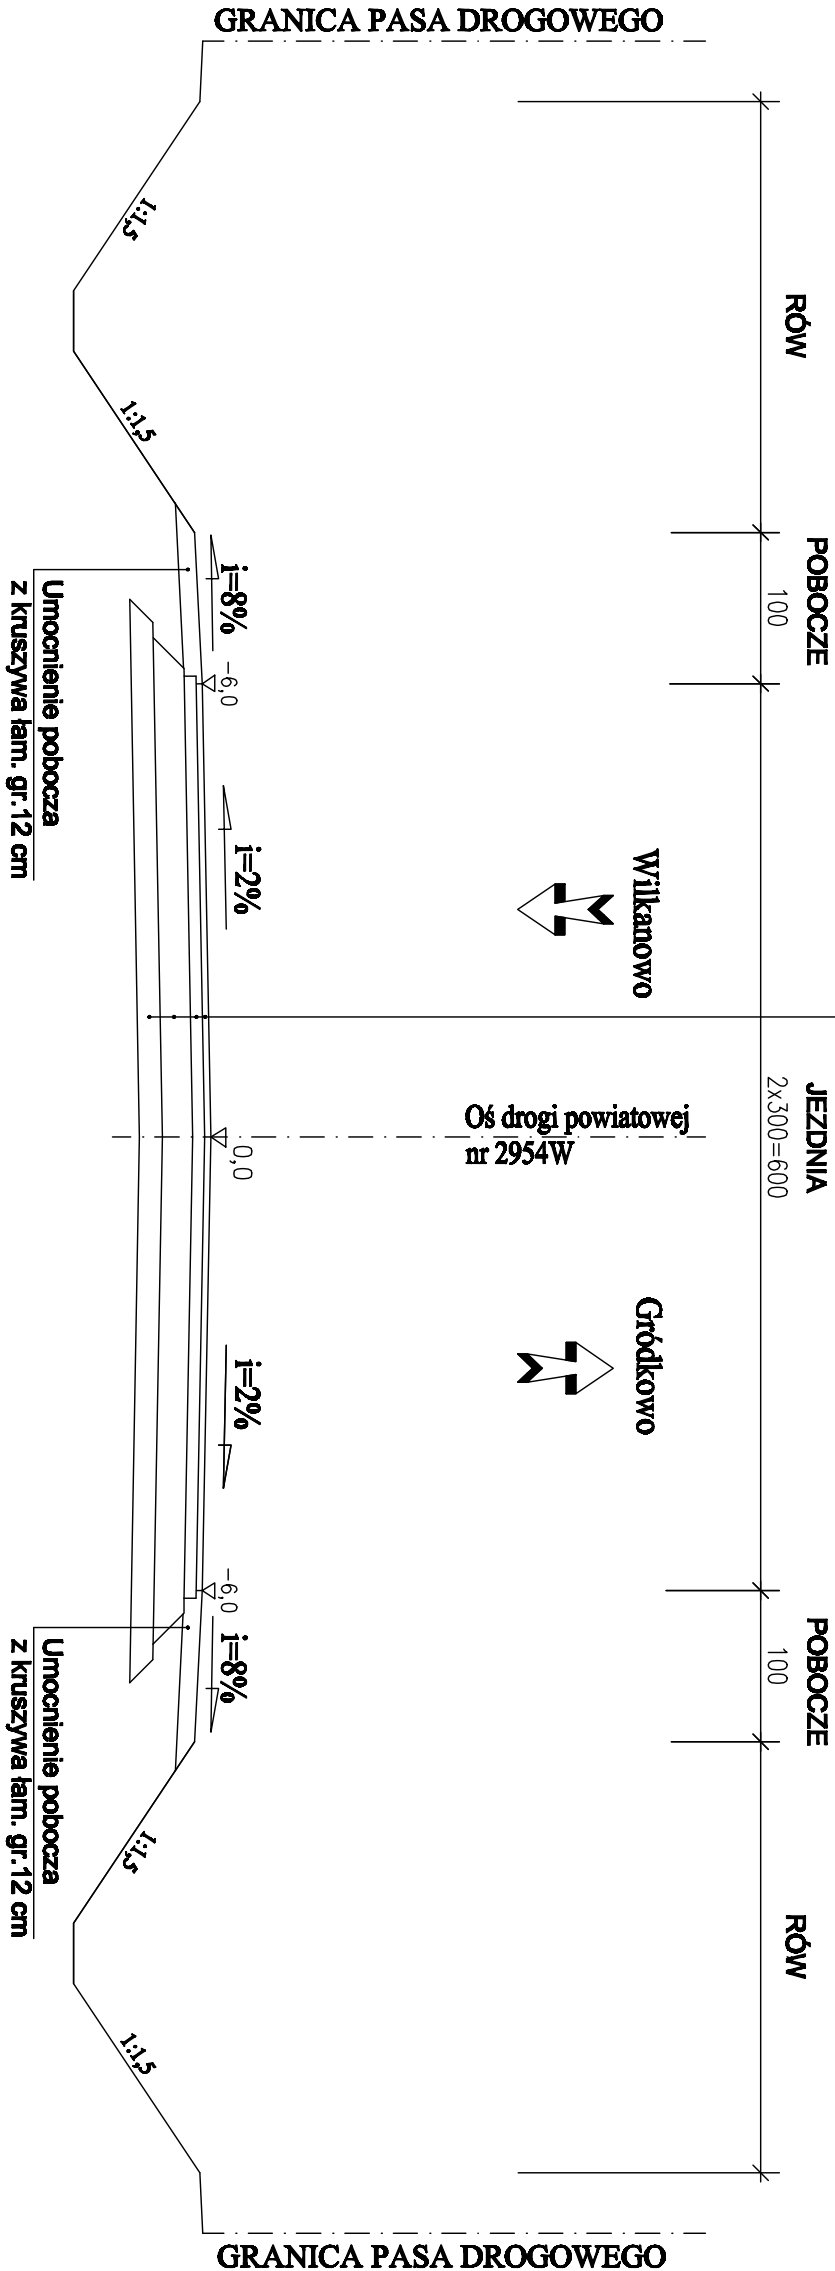 GRANICA PASA DROGOWEGO
RÓW
POBOCZE
100
JEZDNIA
2x300=600
POBOCZE
100
RÓW
Wilkanowo
Gródkowo
Oś drogi powiatowej
nr 2954W
1:1,5
1:1,5
i=8%
-6,0
i=2%
0,0
i=2%
-6,0
i=8%
1:1,5
1:1,5
Umocnienie pobocza
z kruszywa łam. gr.12 cm
Umocnienie pobocza
z kruszywa łam. gr.12 cm
GRANICA PASA DROGOWEGO